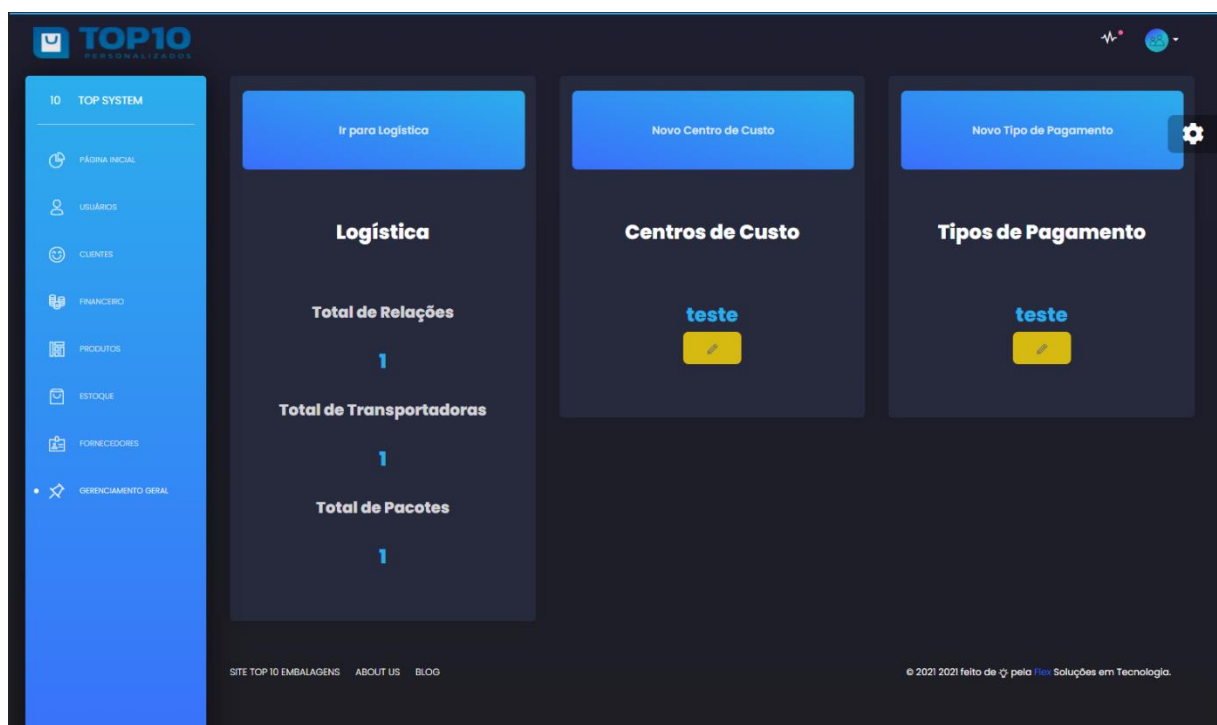 TOP10
PERSONALIZADOS
10 TOP SYSTEM
PÁGINA INICIAL
USUÁRIOS
CLIENTES
FINANCEIRO
PRODUTOS
ESTOQUE
FORNECEDORES
GERENCIAMENTO GERAL
Ir para Logística
Logística
Total de Relações
1
Total de Transportadoras
1
Total de Pacotes
1
Novo Centro de Custo
Centros de Custo
teste
Novo Tipo de Pagamento
Tipos de Pagamento
teste
SITE TOP 10 EMBALAGENS ABOUT US BLOG
© 2021 2021 feito de pela Flex Soluções em Tecnologia.